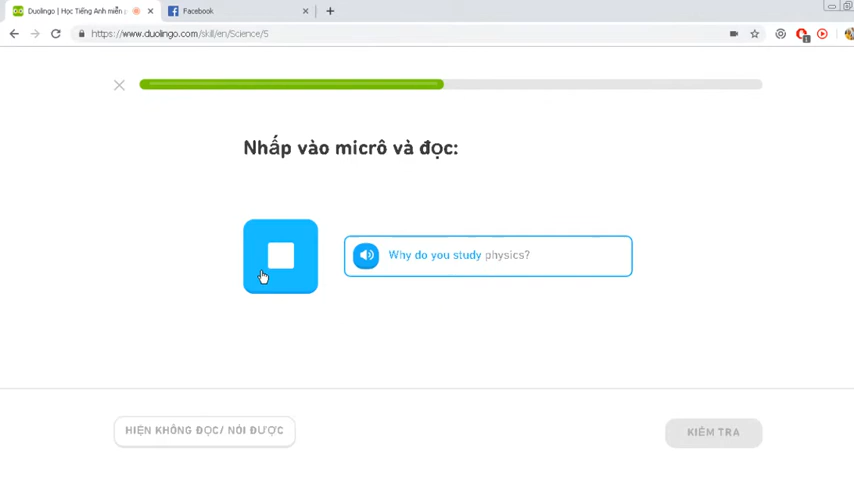 Duolingo | Học Tiếng Anh miễn
Facebook
https://www.duolingo.com/skill/en/Science/5
1
Nhấp vào micrô và đọc:
Why do you study physics?
HIỆN KHÔNG ĐỌC/ NÓI ĐƯỢC
KIỂM TRA